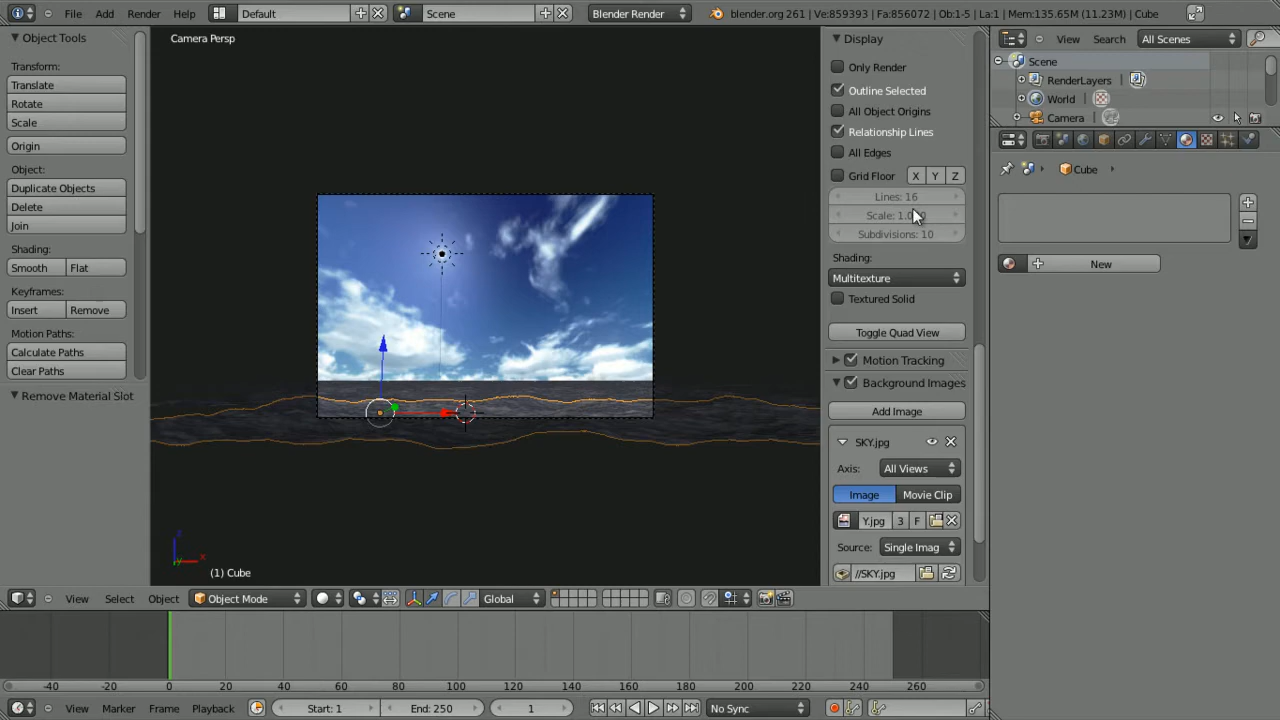 File Add Render Help Default Scene Blender Render blender.org 261 | Ve:859393 | Fa:856072 | Ob:1-5 | La:1 | Mem:135.65M (11.23M) | Cube
Object Tools
Transform:
Translate
Rotate
Scale
Origin
Object:
Duplicate Objects
Delete
Join
Shading:
Smooth Flat
Keyframes:
Insert Remove
Motion Paths:
Calculate Paths
Clear Paths
Remove Material Slot
Camera Persp
(1) Cube
Display
Only Render
Outline Selected
All Object Origins
Relationship Lines
All Edges
Grid Floor X Y Z
Lines: 16
Subdivisions: 10
Shading:
Multitexture
Textured Solid
Toggle Quad View
Motion Tracking
Background Images
Add Image
SKY.jpg
Axis: All Views
Image Movie Clip
Y.jpg 3 F
Source: Single Imag
//SKY.jpg
View Search All Scenes
Scene
RenderLayers
World
Camera
Cube
New
View Select Object Object Mode Global
-40 -20 0 20 40 60 80 100 120 140 160 180 200 220 240 260
View Marker Frame Playback Start: 1 End: 250 1 No Sync